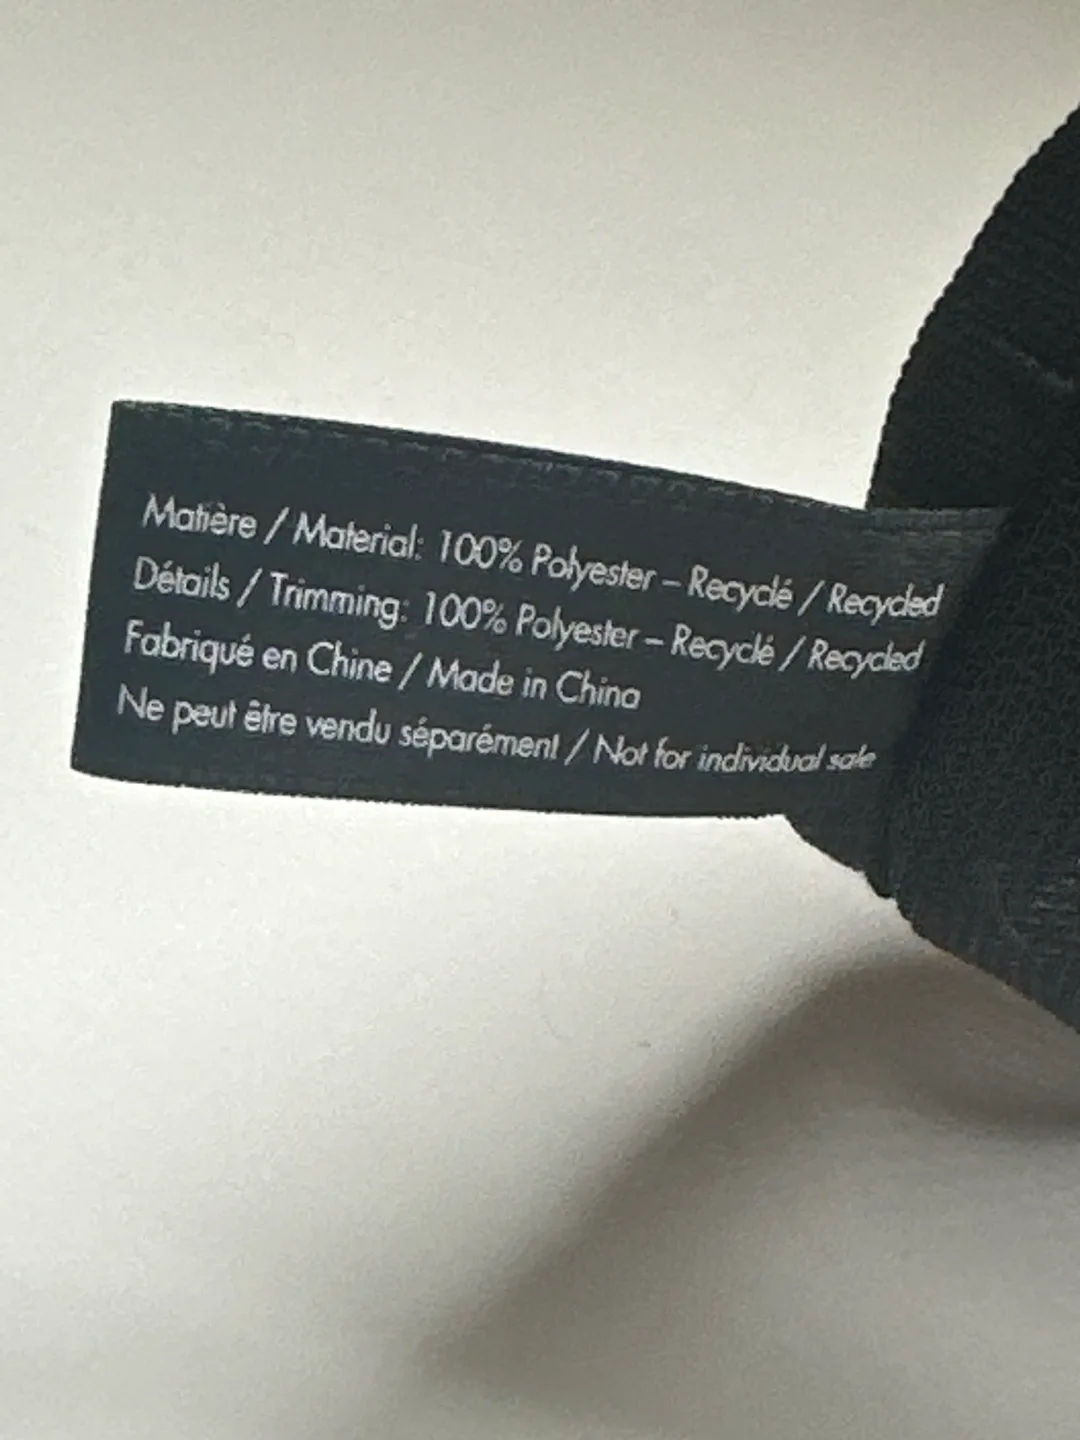 Matière / Material: 100% Polyester – Recyclé / Recycled
Détails / Trimming: 100% Polyester – Recyclé / Recycled
Fabriqué en Chine / Made in China
Ne peut être vendu séparément / Not for individual sale